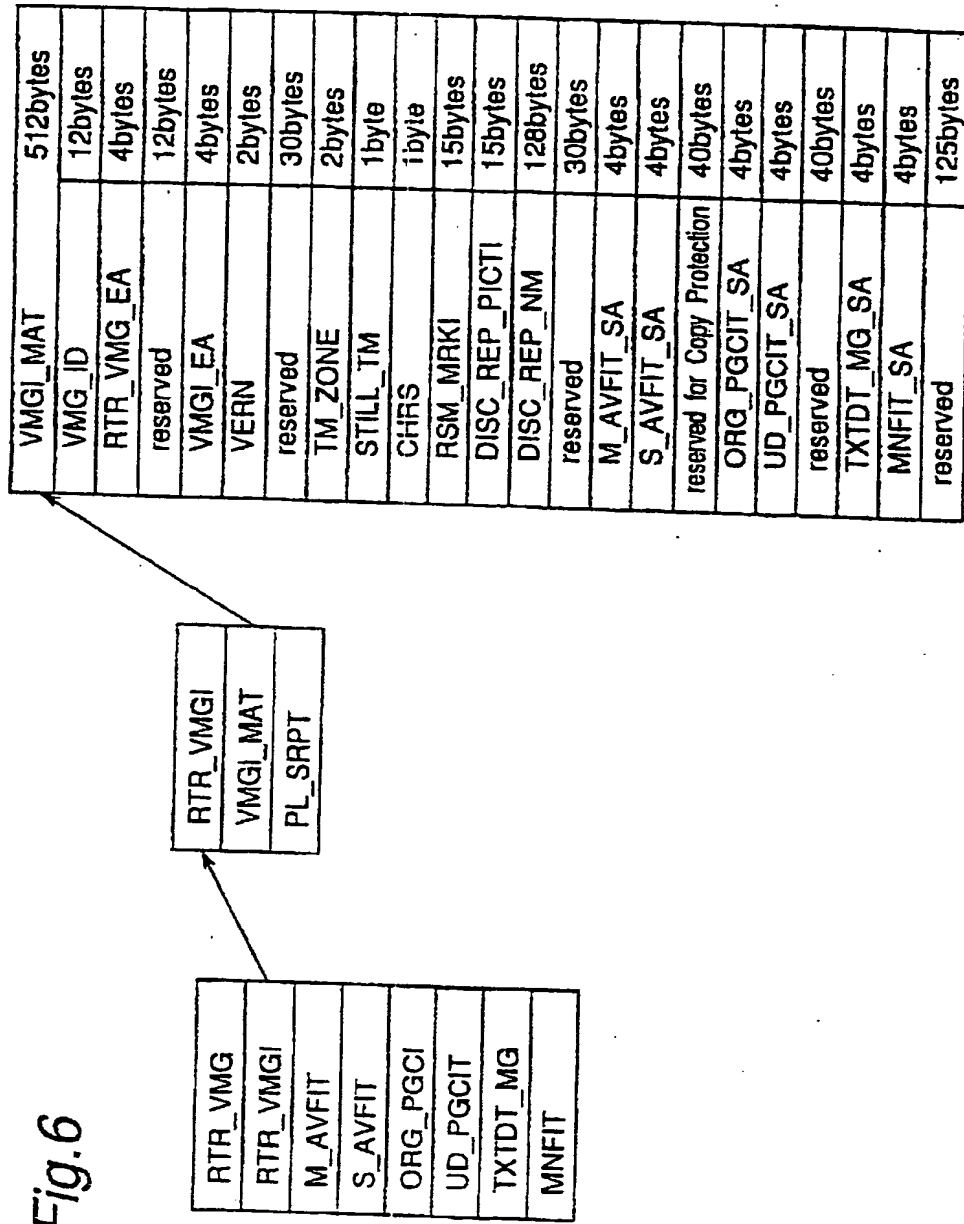 Fig.6
RTR_VMG
RTR_VMGI
M_AVFIT
S_AVFIT
ORG_PGCI
UD_PGCIT
TXTDT_MG
MNFIT
RTR_VMGI
VMGI_MAT
PL_SRPT
VMGI_MAT 512bytes
VMG_ID 12bytes
RTR_VMG_EA 4bytes
reserved 12bytes
VMGI_EA 4bytes
VERN 2bytes
reserved 30bytes
TM_ZONE 2bytes
STILL_TM 1byte
CHRS 1byte
RSM_MRKI 15bytes
DISC_REP_PICTI 15bytes
DISC_REP_NM 128bytes
reserved 30bytes
M_AVFIT_SA 4bytes
S_AVFIT_SA 4bytes
reserved for Copy Protection 40bytes
ORG_PGCIT_SA 4bytes
UD_PGCIT_SA 4bytes
reserved 40bytes
TXTDT_MG_SA 4bytes
MNFIT_SA 4bytes
reserved 125byte